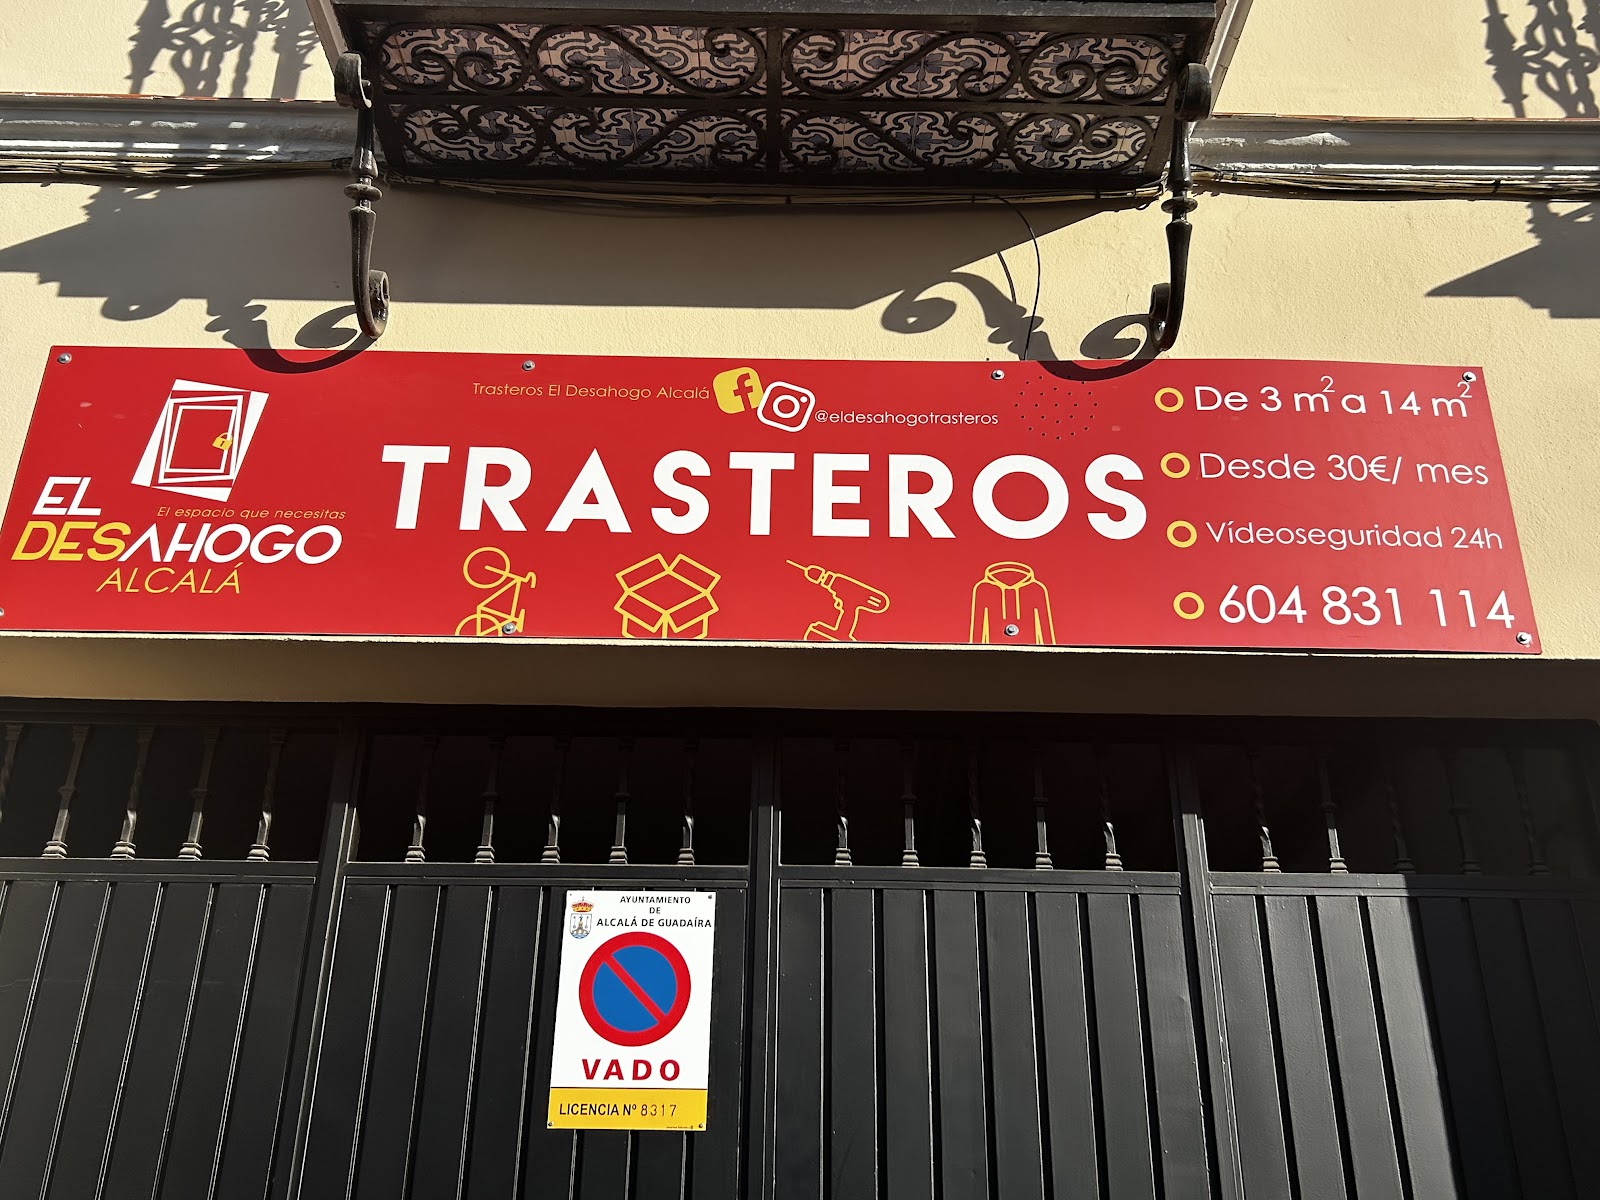 Trasteros El Desahogo Alcalá
@eldesahogotrasteros
El espacio que necesitas
EL
DESAHOGO
ALCALÁ
TRASTEROS
De 3 m² a 14 m²
Desde 30€/ mes
Vídeoseguridad 24h
604 831 114
AYUNTAMIENTO
DE
ALCALÁ DE GUADAÍRA
VADO
LICENCIA Nº 8317